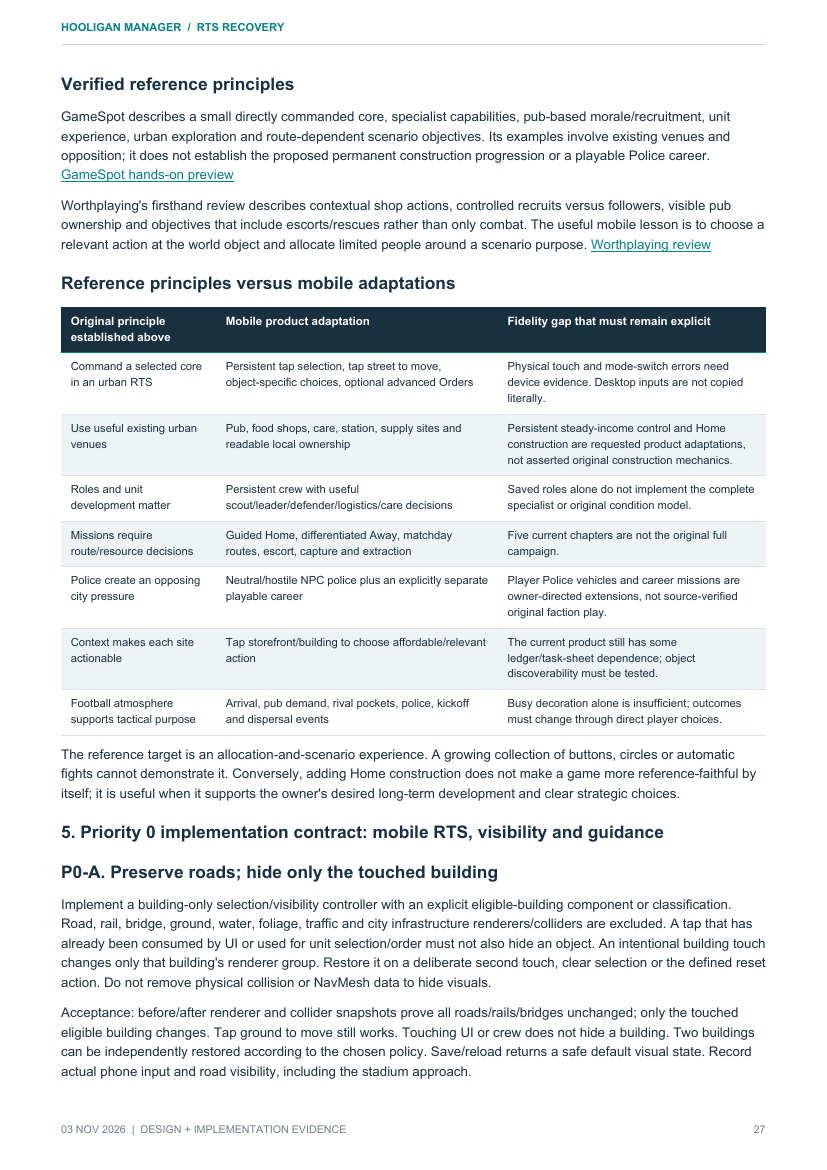 HOOLIGAN MANAGER / RTS RECOVERY
Verified reference principles
GameSpot describes a small directly commanded core, specialist capabilities, pub-based morale/recruitment, unit
experience, urban exploration and route-dependent scenario objectives. Its examples involve existing venues and
opposition; it does not establish the proposed permanent construction progression or a playable Police career.
GameSpot hands-on preview
Worthplaying's firsthand review describes contextual shop actions, controlled recruits versus followers, visible pub
ownership and objectives that include escorts/rescues rather than only combat. The useful mobile lesson is to choose a
relevant action at the world object and allocate limited people around a scenario purpose. Worthplaying review
Reference principles versus mobile adaptations
Original principle
established above
Mobile product adaptation
Fidelity gap that must remain explicit
Command a selected core
in an urban RTS
Persistent tap selection, tap street to move,
object-specific choices, optional advanced Orders
Physical touch and mode-switch errors need
device evidence. Desktop inputs are not copied
literally.
Use useful existing urban
venues
Pub, food shops, care, station, supply sites and
readable local ownership
Persistent steady-income control and Home
construction are requested product adaptations,
not asserted original construction mechanics.
Roles and unit
development matter
Persistent crew with useful
scout/leader/defender/logistics/care decisions
Saved roles alone do not implement the complete
specialist or original condition model.
Missions require
route/resource decisions
Guided Home, differentiated Away, matchday
routes, escort, capture and extraction
Five current chapters are not the original full
campaign.
Police create an opposing
city pressure
Neutral/hostile NPC police plus an explicitly separate
playable career
Player Police vehicles and career missions are
owner-directed extensions, not source-verified
original faction play.
Context makes each site
actionable
Tap storefront/building to choose affordable/relevant
action
The current product still has some
ledger/task-sheet dependence; object
discoverability must be tested.
Football atmosphere
supports tactical purpose
Arrival, pub demand, rival pockets, police, kickoff
and dispersal events
Busy decoration alone is insufficient; outcomes
must change through direct player choices.
The reference target is an allocation-and-scenario experience. A growing collection of buttons, circles or automatic
fights cannot demonstrate it. Conversely, adding Home construction does not make a game more reference-faithful by
itself; it is useful when it supports the owner's desired long-term development and clear strategic choices.
5. Priority 0 implementation contract: mobile RTS, visibility and guidance
P0-A. Preserve roads; hide only the touched building
Implement a building-only selection/visibility controller with an explicit eligible-building component or classification.
Road, rail, bridge, ground, water, foliage, traffic and city infrastructure renderers/colliders are excluded. A tap that has
already been consumed by UI or used for unit selection/order must not also hide an object. An intentional building touch
changes only that building's renderer group. Restore it on a deliberate second touch, clear selection or the defined reset
action. Do not remove physical collision or NavMesh data to hide visuals.
Acceptance: before/after renderer and collider snapshots prove all roads/rails/bridges unchanged; only the touched
eligible building changes. Tap ground to move still works. Touching UI or crew does not hide a building. Two buildings
can be independently restored according to the chosen policy. Save/reload returns a safe default visual state. Record
actual phone input and road visibility, including the stadium approach.
03 NOV 2026 | DESIGN + IMPLEMENTATION EVIDENCE
27